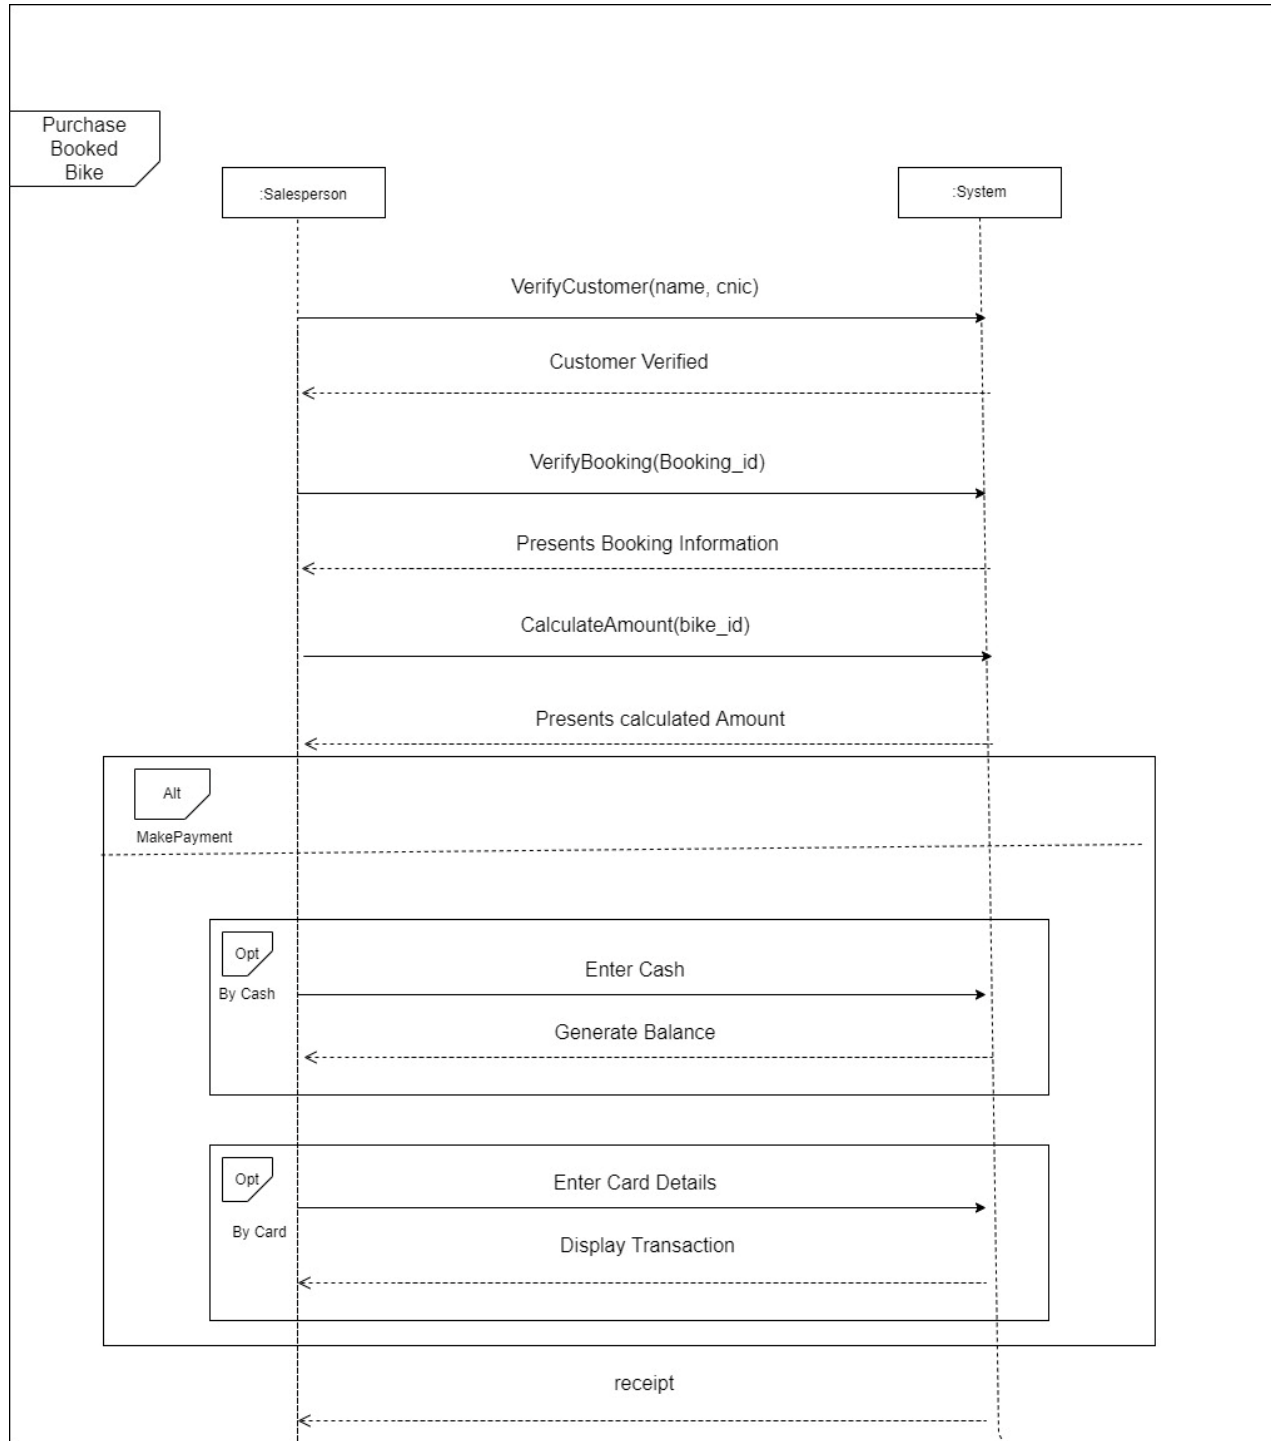 Purchase
Booked
Bike
:Salesperson
:System
VerifyCustomer(name, cnic)
Customer Verified
VerifyBooking(Booking_id)
Presents Booking Information
CalculateAmount(bike_id)
Presents calculated Amount
Alt
MakePayment
Opt
Enter Cash
By Cash
Generate Balance
Opt
Enter Card Details
By Card
Display Transaction
receipt